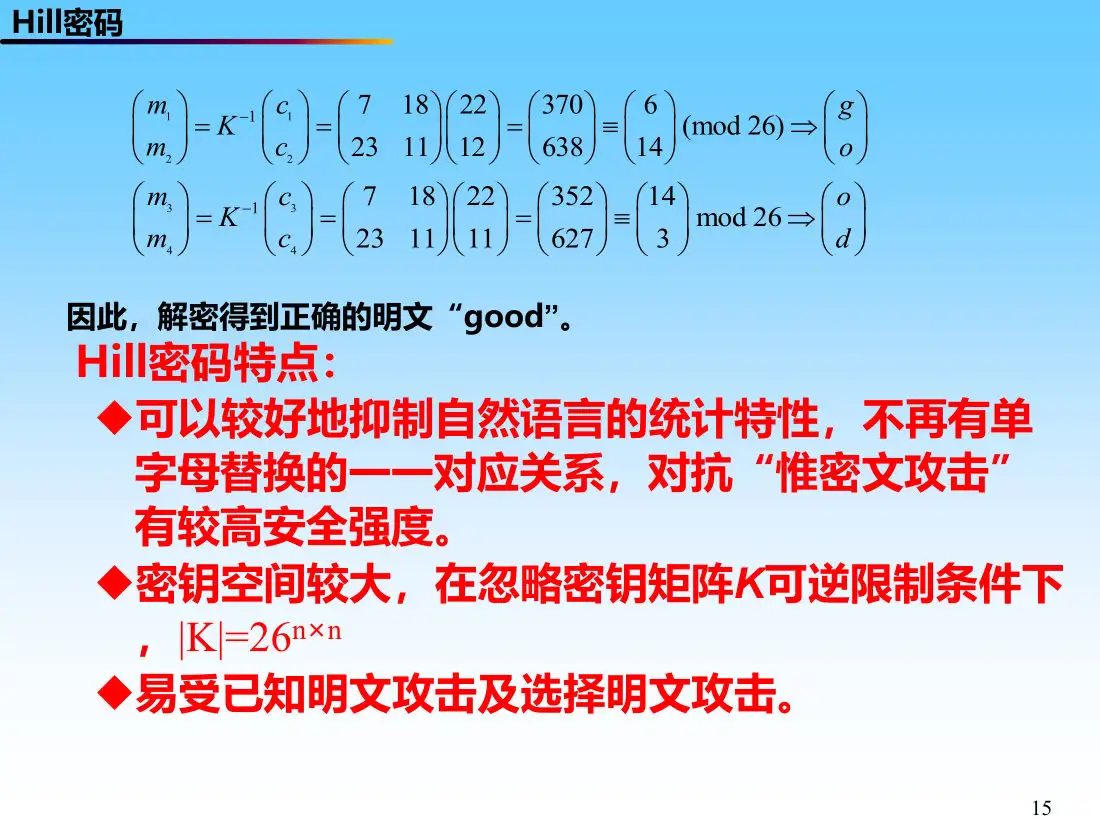 Hill密码
(m₁ m₂) = K⁻¹ (c₁ c₂) = (7 18 23 11) (22 12) = (370 638) ≡ (6 14) (mod 26) ⇒ (g o)
(m₃ m₄) = K⁻¹ (c₃ c₄) = (7 18 23 11) (22 11) = (352 627) ≡ (14 3) mod 26 ⇒ (o d)
因此，解密得到正确的明文“good”。
Hill密码特点：
◆可以较好地抑制自然语言的统计特性，不再有单
字母替换的一一对应关系，对抗“惟密文攻击”
有较高安全强度。
◆密钥空间较大，在忽略密钥矩阵K可逆限制条件下
，|K|=26ⁿ˟ⁿ
◆易受已知明文攻击及选择明文攻击。
15